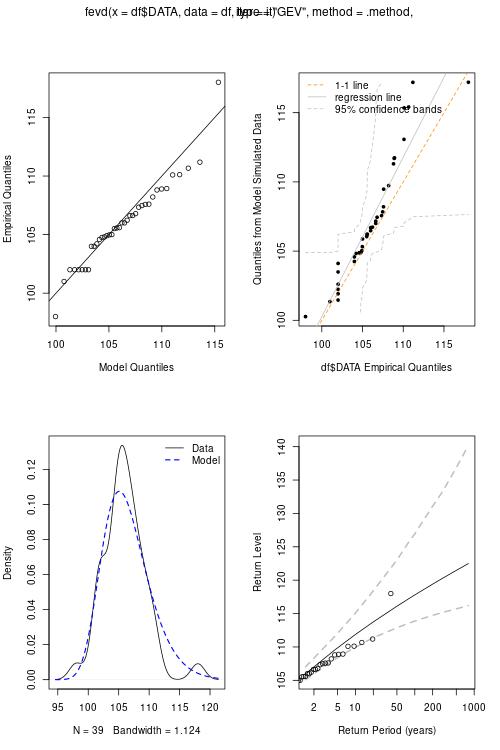 fevd(x = df$DATA, data = df, type = "GEV", method = .method,
Empirical Quantiles
100 105 110 115
100 105 110 115
Model Quantiles
Quantiles from Model Simulated Data
100 105 110 115
1-1 line
regression line
95% confidence bands
100 105 110 115
df$DATA Empirical Quantiles
Density
0.00 0.02 0.04 0.06 0.08 0.10 0.12
Data
Model
95 100 105 110 115 120
N = 39 Bandwidth = 1.124
Return Level
105 110 115 120 125 130 135 140
2 5 10 50 200 1000
Return Period (years)